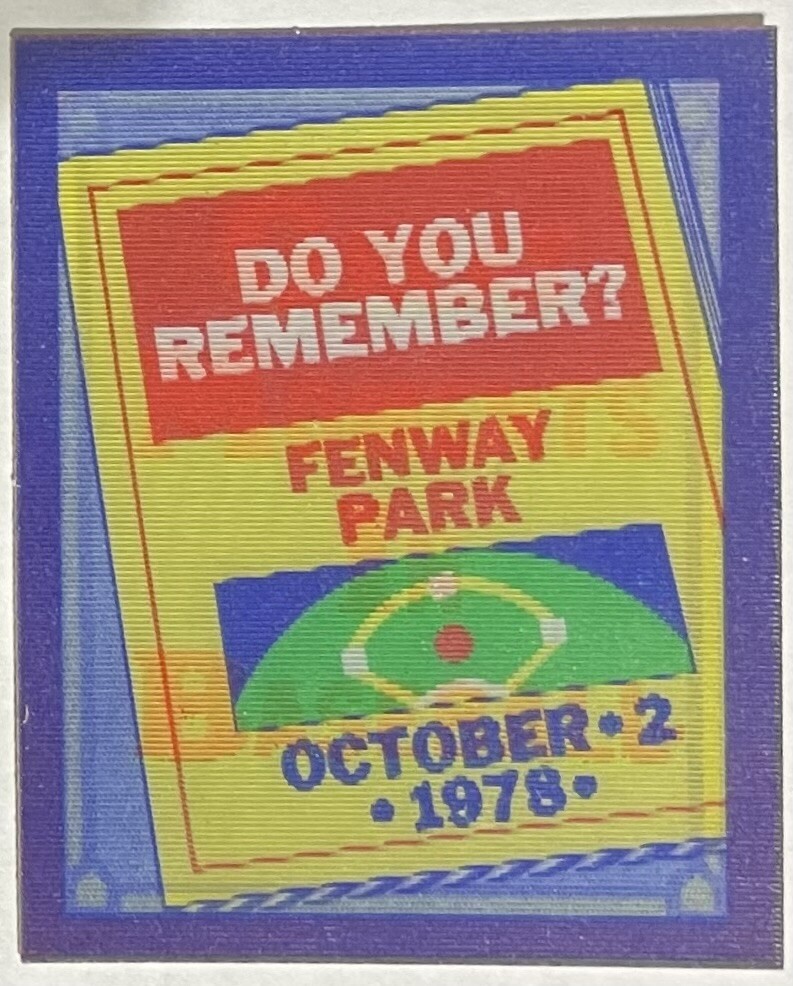 DO YOU
REMEMBER?
FENWAY
PARK
OCTOBER • 2
• 1978 •